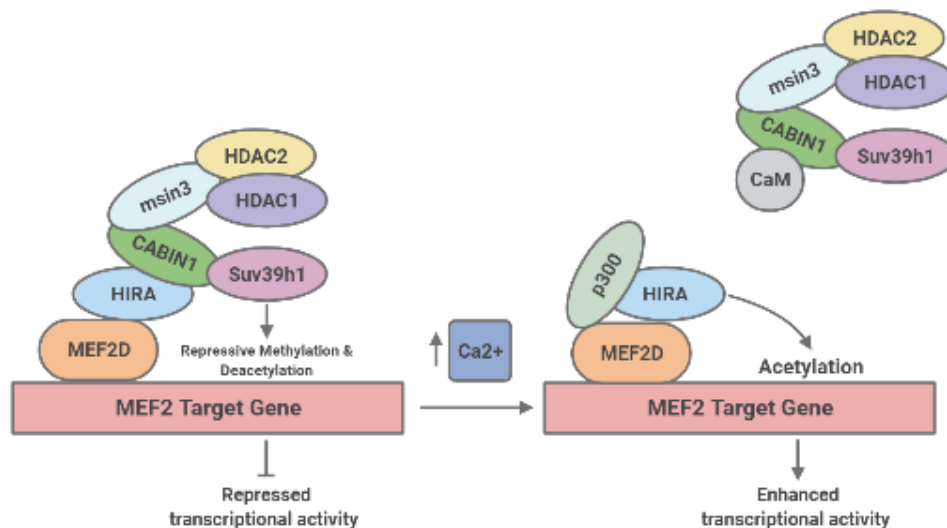 HDAC2
msin3
HDAC1
CABIN1
Suv39h1
HIRA
MEF2D
Repressive Methylation &
Deacetylation
MEF2 Target Gene
Repressed
transcriptional activity
Ca2+
HDAC2
msin3
HDAC1
CABIN1
Suv39h1
CaM
p300
HIRA
MEF2D
Acetylation
MEF2 Target Gene
Enhanced
transcriptional activity